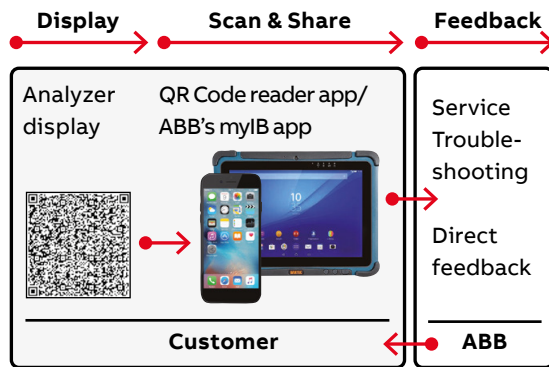 Display
Scan & Share
Feedback
Analyzer
display
QR Code reader app/
ABB's myIB app
10
Service
Trouble-
shooting
Direct
feedback
Customer
ABB